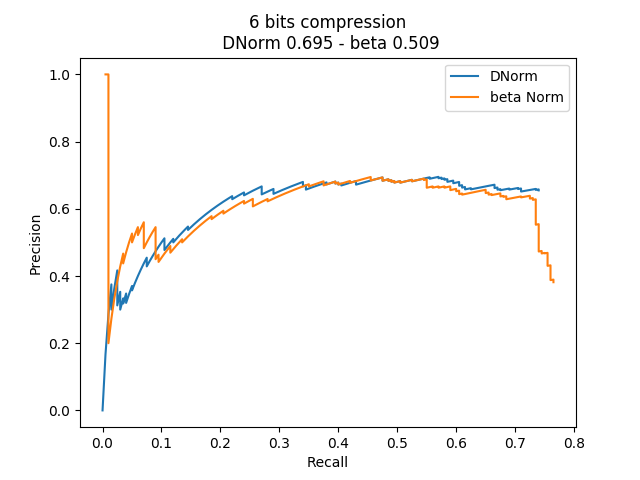 6 bits compression
DNorm 0.695 - beta 0.509
DNorm
beta Norm
1.0
0.8
0.6
0.4
0.2
0.0
Precision
0.0 0.1 0.2 0.3 0.4 0.5 0.6 0.7 0.8
Recall